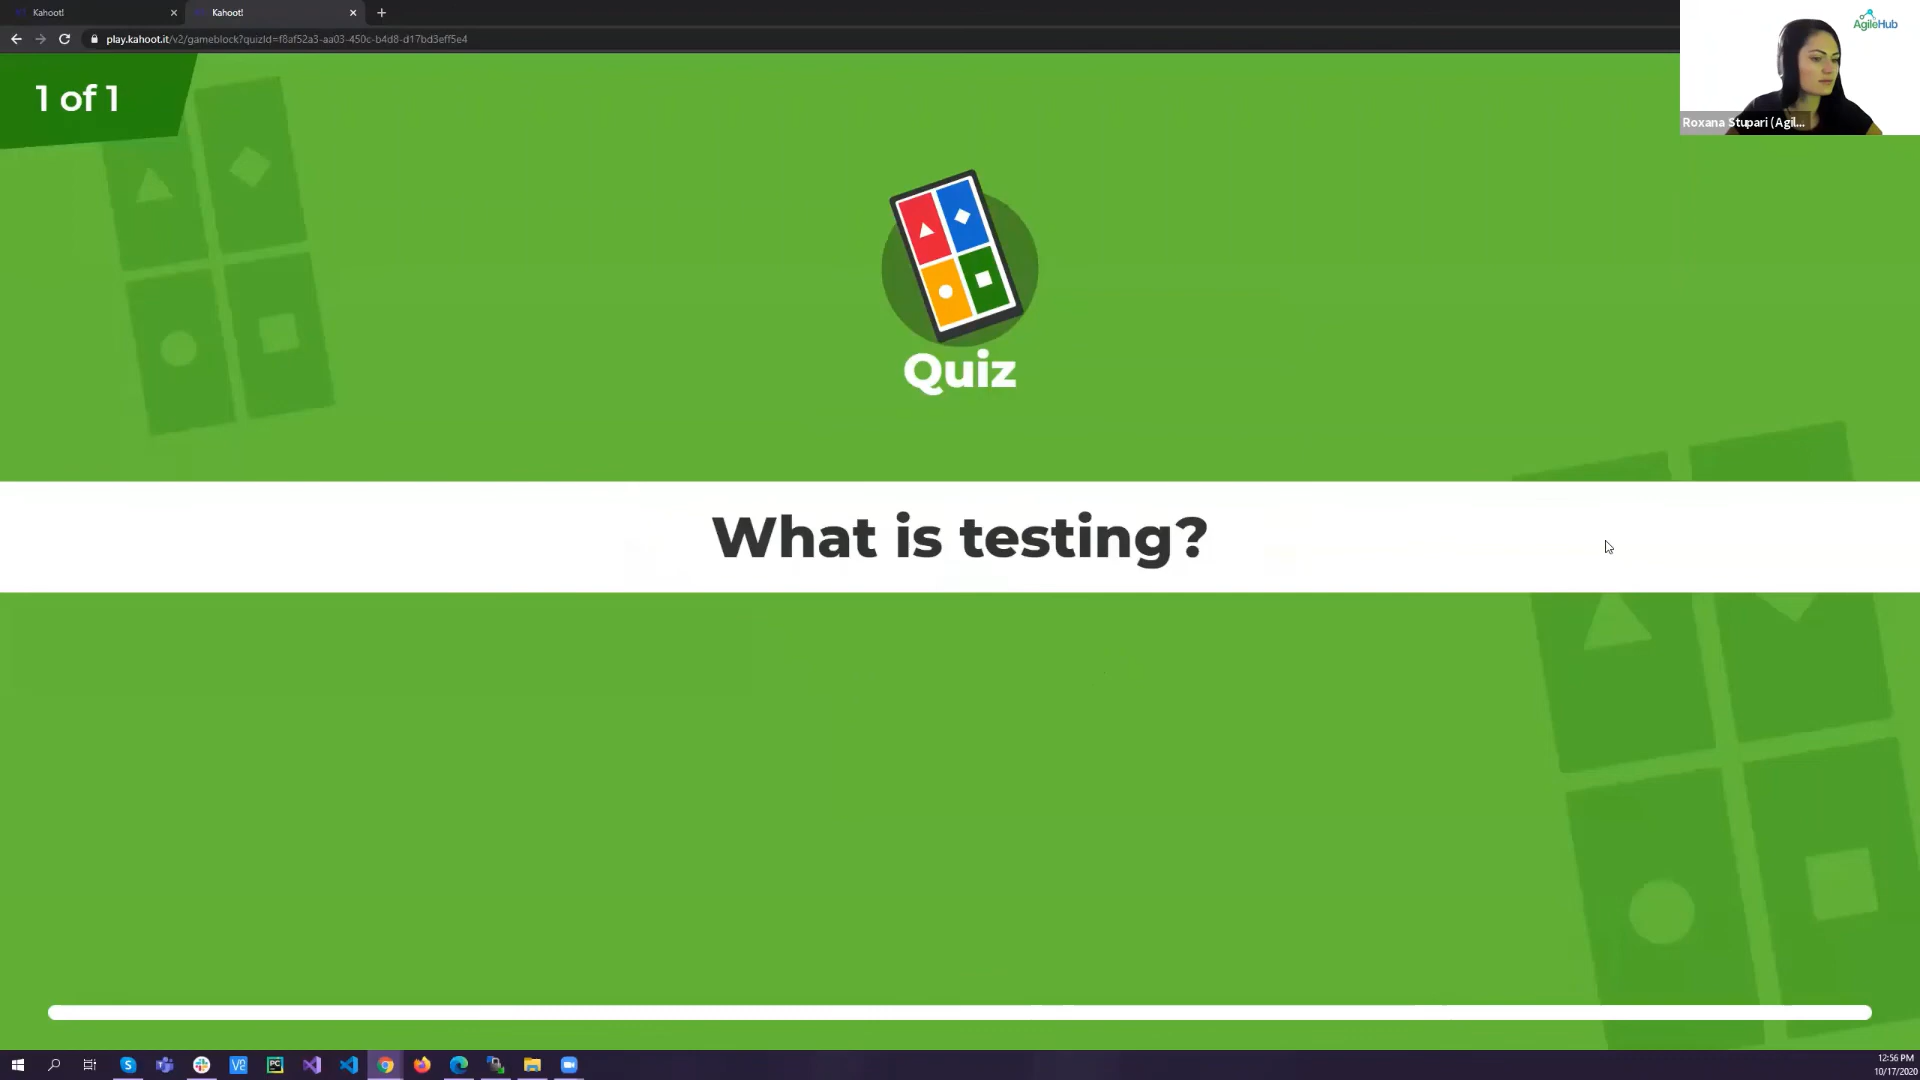 Kahoot!
Kahoot!
play.kahoot.it/v2/gameblock?quizId=f8af52a3-aa03-450c-b4d8-d17bd3eff5e4
AgileHub
Roxana Stupari (Agil...
1 of 1
Quiz
What is testing?
12:56 PM
10/17/2020